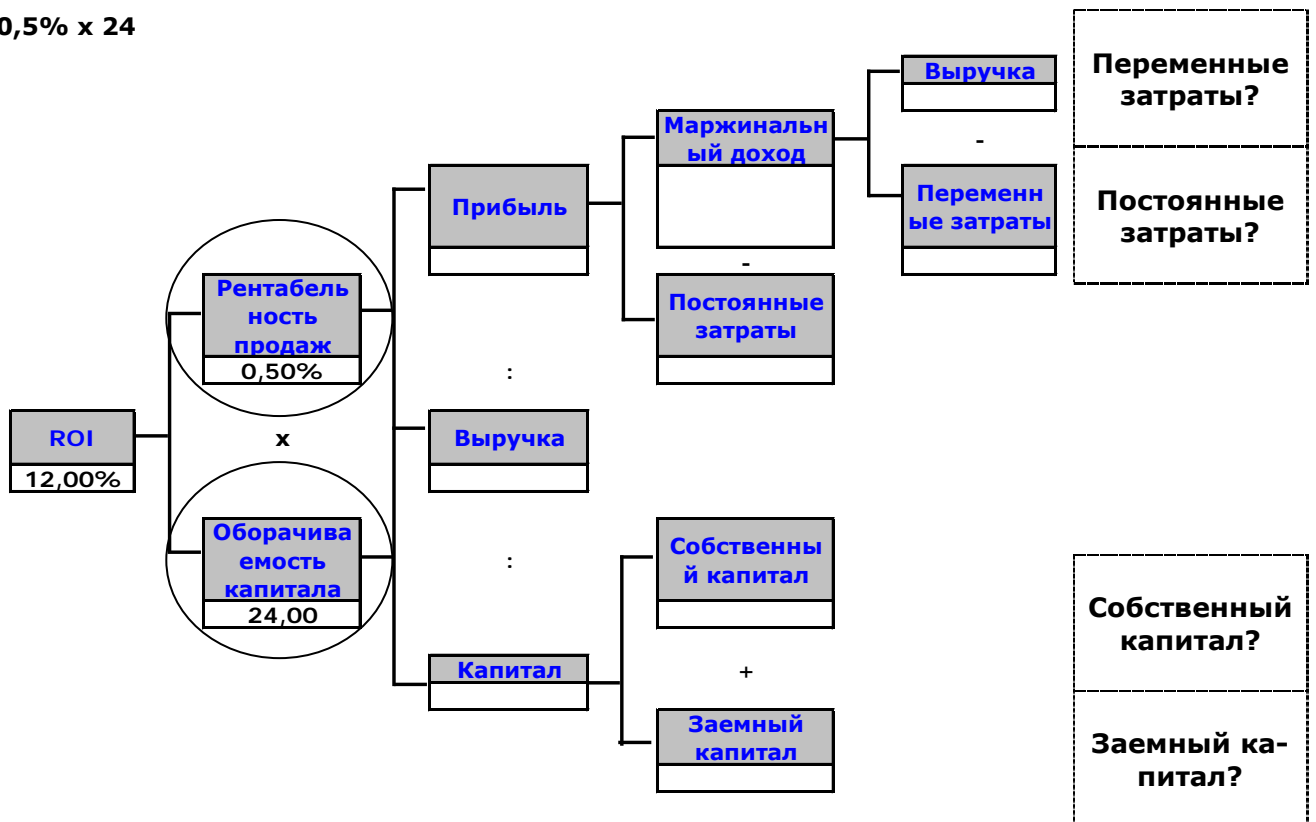 0,5% x 24
Выручка
Переменные
затраты?
Маржинальн
ый доход
-
Прибыль
Переменн
ые затраты
Постоянные
затраты?
-
Рентабель
ность
продаж
0,50%
Постоянные
затраты
:
ROI
12,00%
x
Выручка
Оборачива
емость
капитала
24,00
:
Собственны
й капитал
Собственный
капитал?
Капитал
+
Заемный
капитал
Заемный ка-
питал?